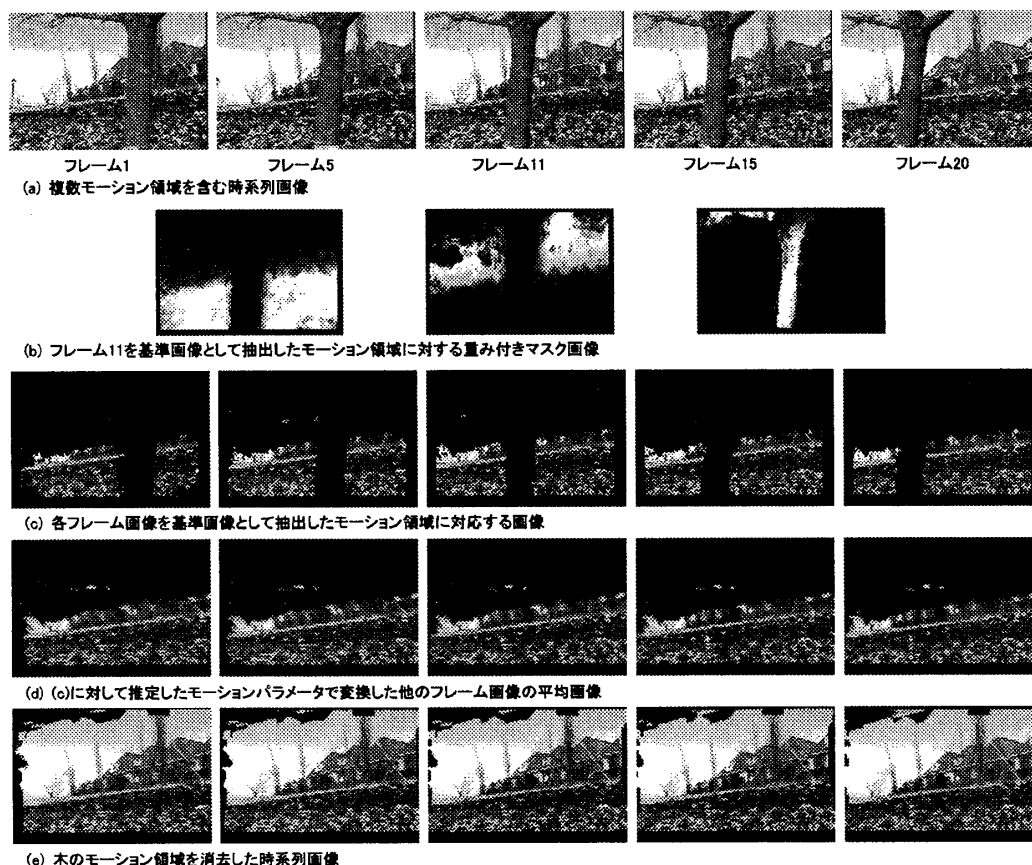 フレーム1
フレーム5
フレーム11
フレーム15
フレーム20
(a) 複数モーション領域を含む時系列画像
(b) フレーム11を基準画像として抽出したモーション領域に対する重み付きマスク画像
(c) 各フレーム画像を基準画像として抽出したモーション領域に対応する画像
(d) (c)に対して推定したモーションパラメータで変換した他のフレーム画像の平均画像
(e) 木のモーション領域を消去した時系列画像